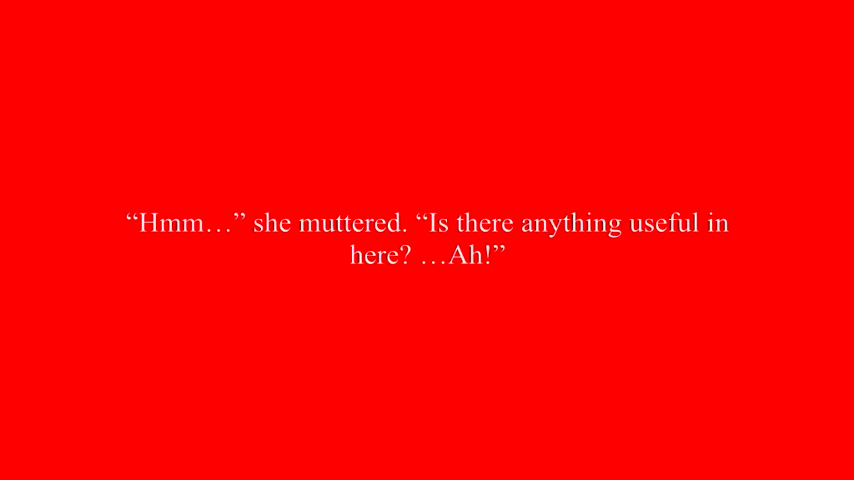 “Hmm…” she muttered. “Is there anything useful in
here? …Ah!”